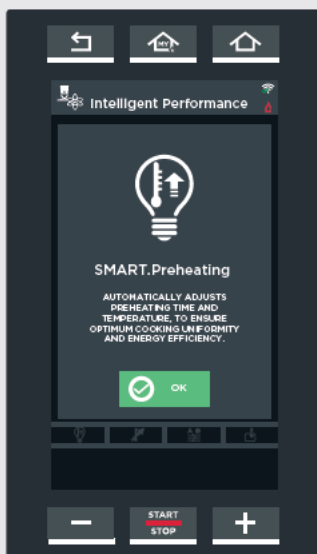 MY
Intelligent Performance
SMART.Preheating
AUTOMATICALLY ADJUSTS
PREHEATING TIME AND
TEMPERATURE, TO ENSURE
OPTIMUM COOKING UNIFORMITY
AND ENERGY EFFICIENCY.
OK
START
STOP